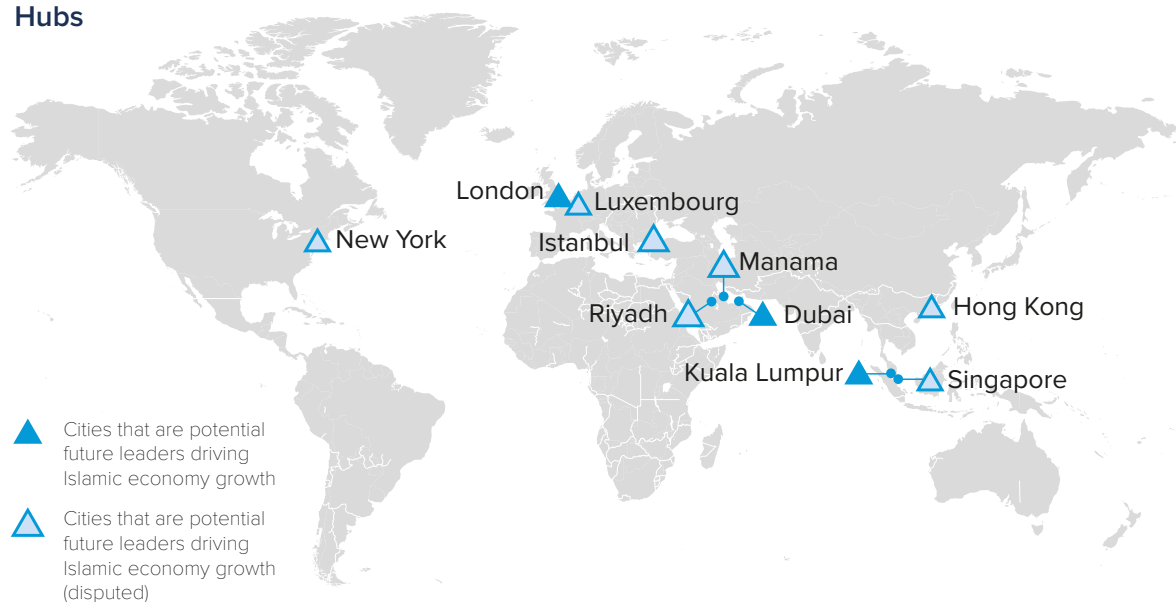 Hubs
London
Luxembourg
New York
Istanbul
Manama
Riyadh
Dubai
Hong Kong
Kuala Lumpur
Singapore
Cities that are potential
future leaders driving
Islamic economy growth
Cities that are potential
future leaders driving
Islamic economy growth
(disputed)